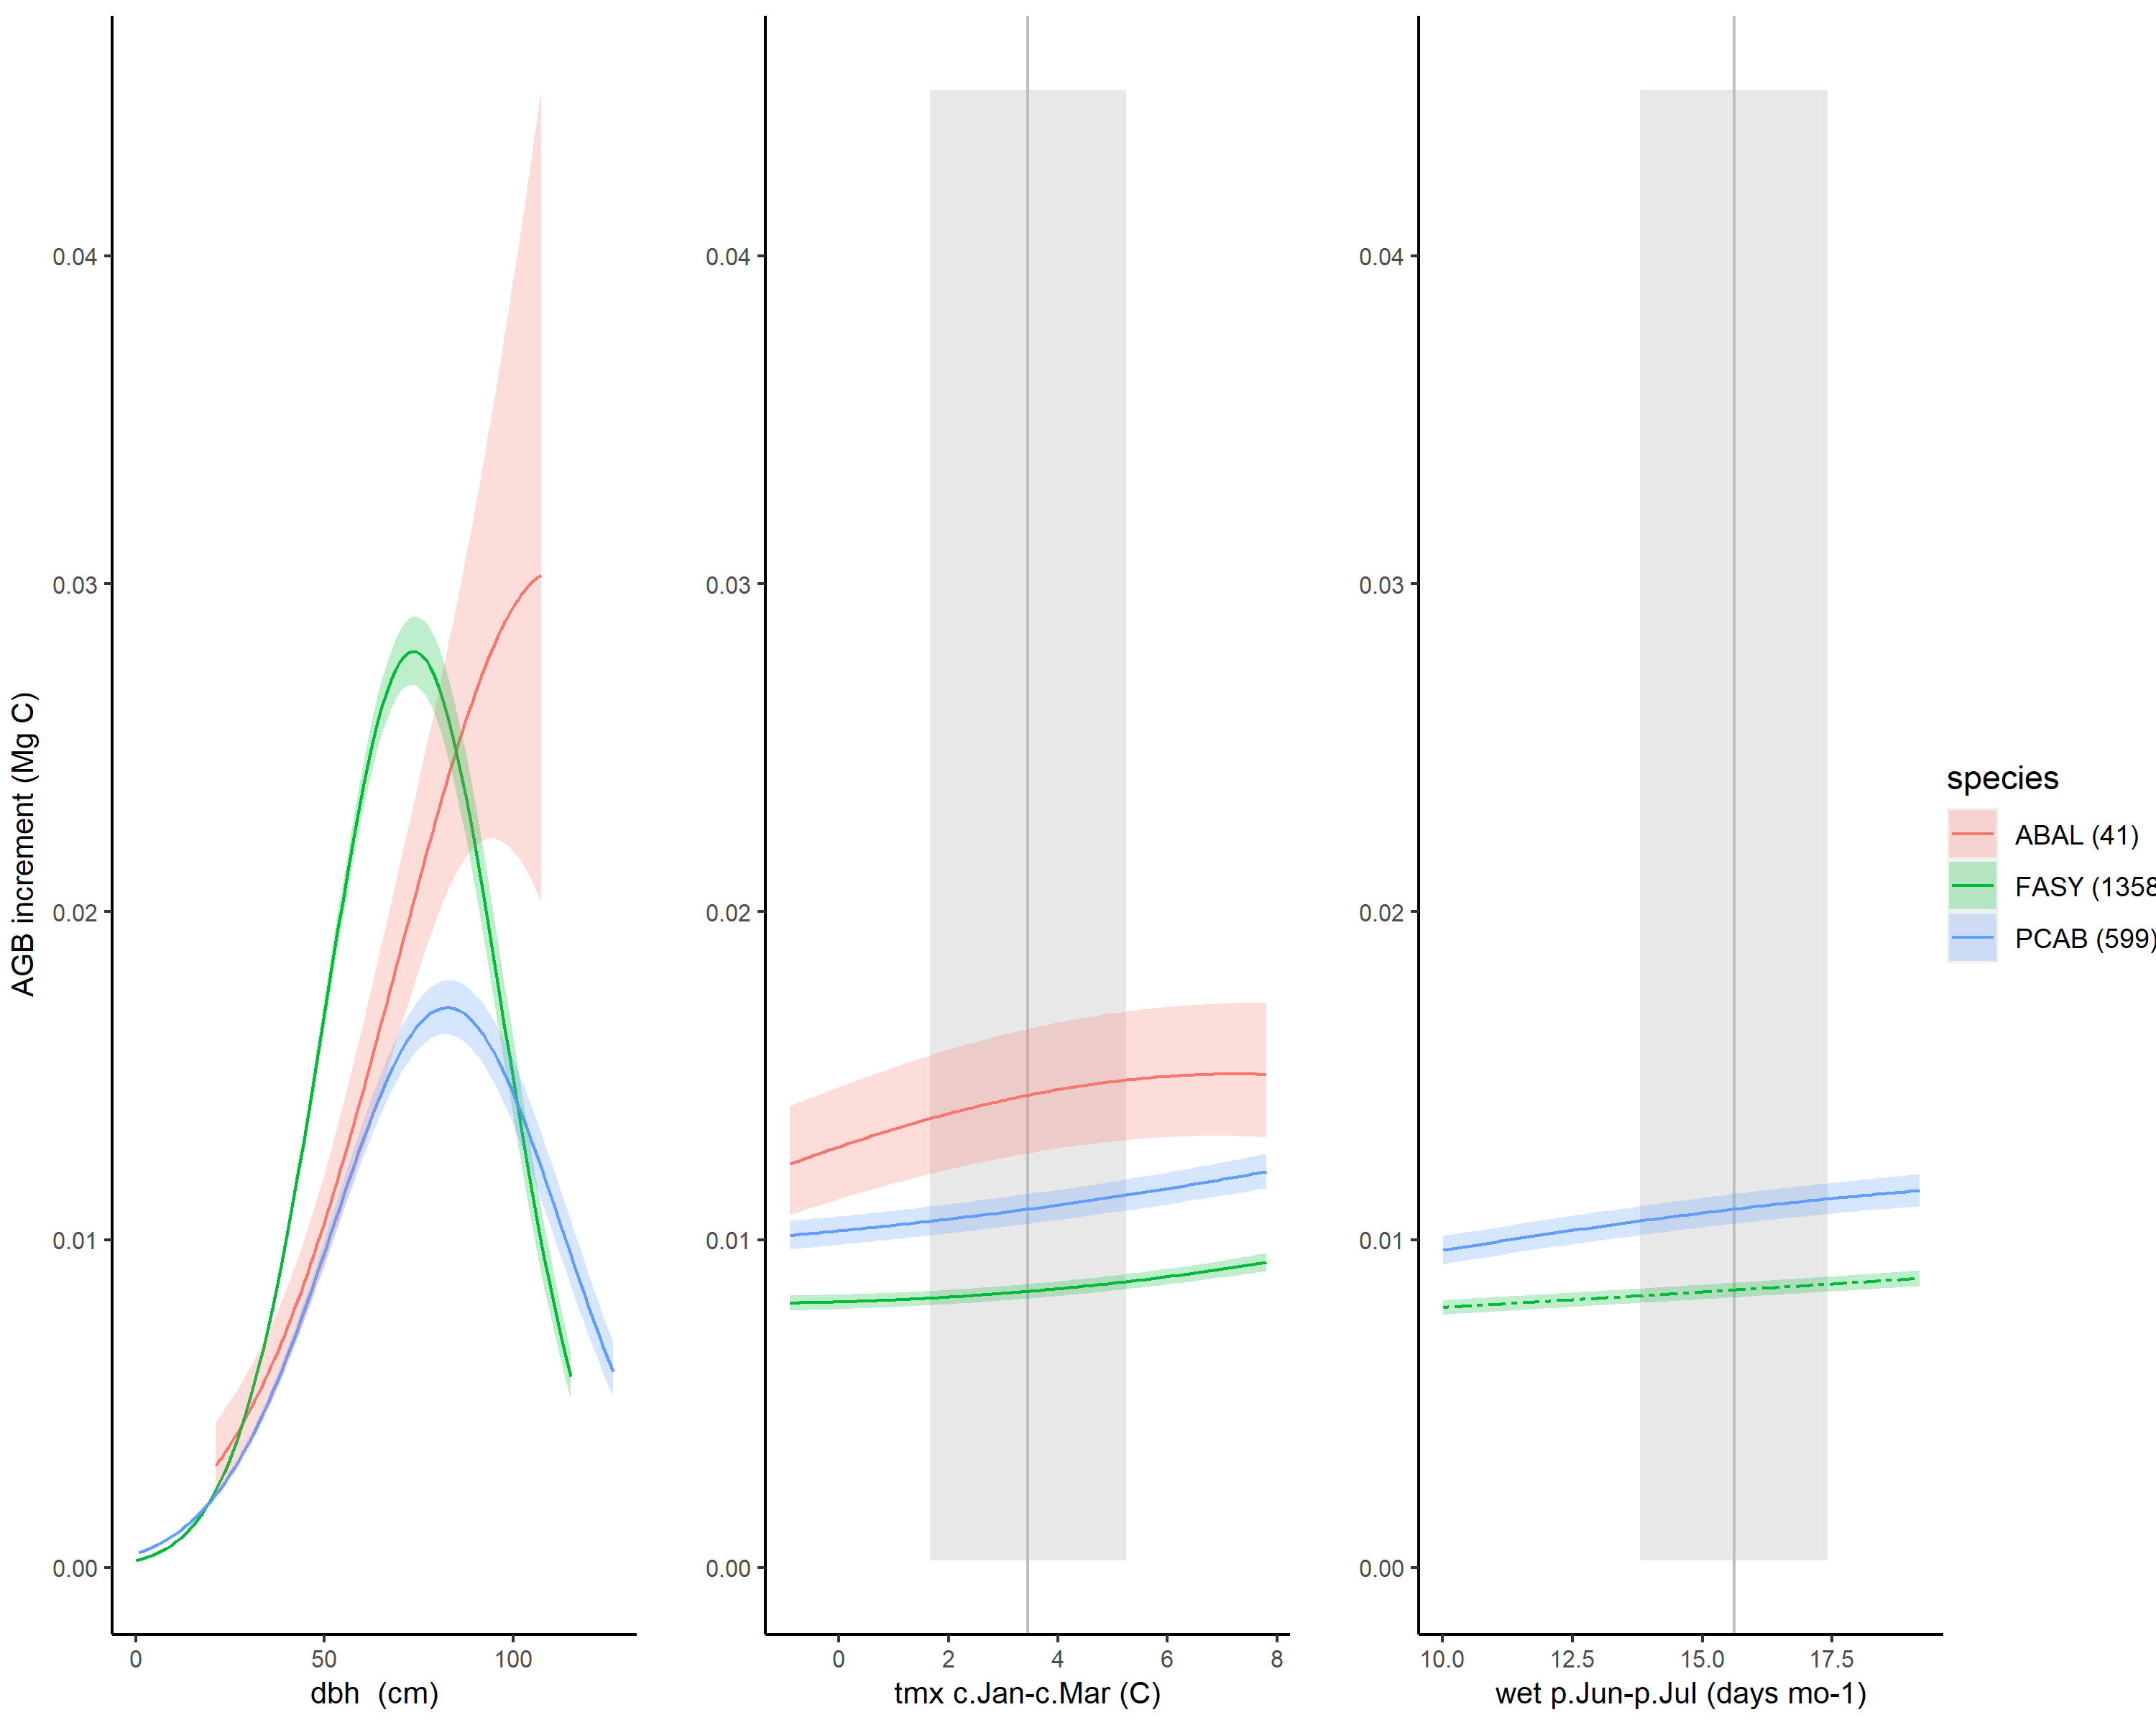 AGB increment (Mg C)
0.04
0.03
0.02
0.01
0.00
0 50 100
dbh (cm)
0.04
0.03
0.02
0.01
0.00
0 2 4 6 8
tmx c.Jan-c.Mar (C)
0.04
0.03
0.02
0.01
0.00
10.0 12.5 15.0 17.5
wet p.Jun-p.Jul (days mo-1)
species
ABAL (41)
FASY (1358
PCAB (599)